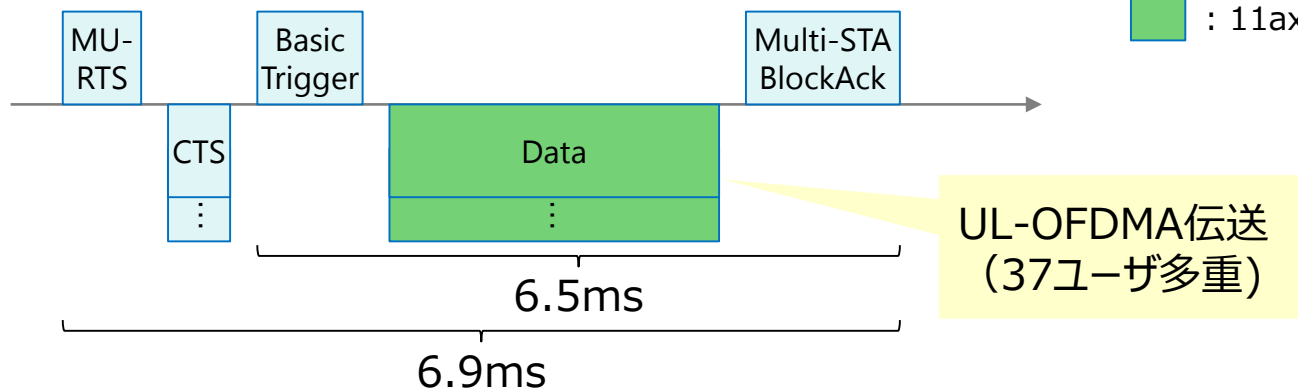 MU-
RTS
Basic
Trigger
Multi-STA
BlockAck
: 11ax
CTS
⋮
Data
⋮
UL-OFDMA伝送
（37ユーザ多重)
6.5ms
6.9ms